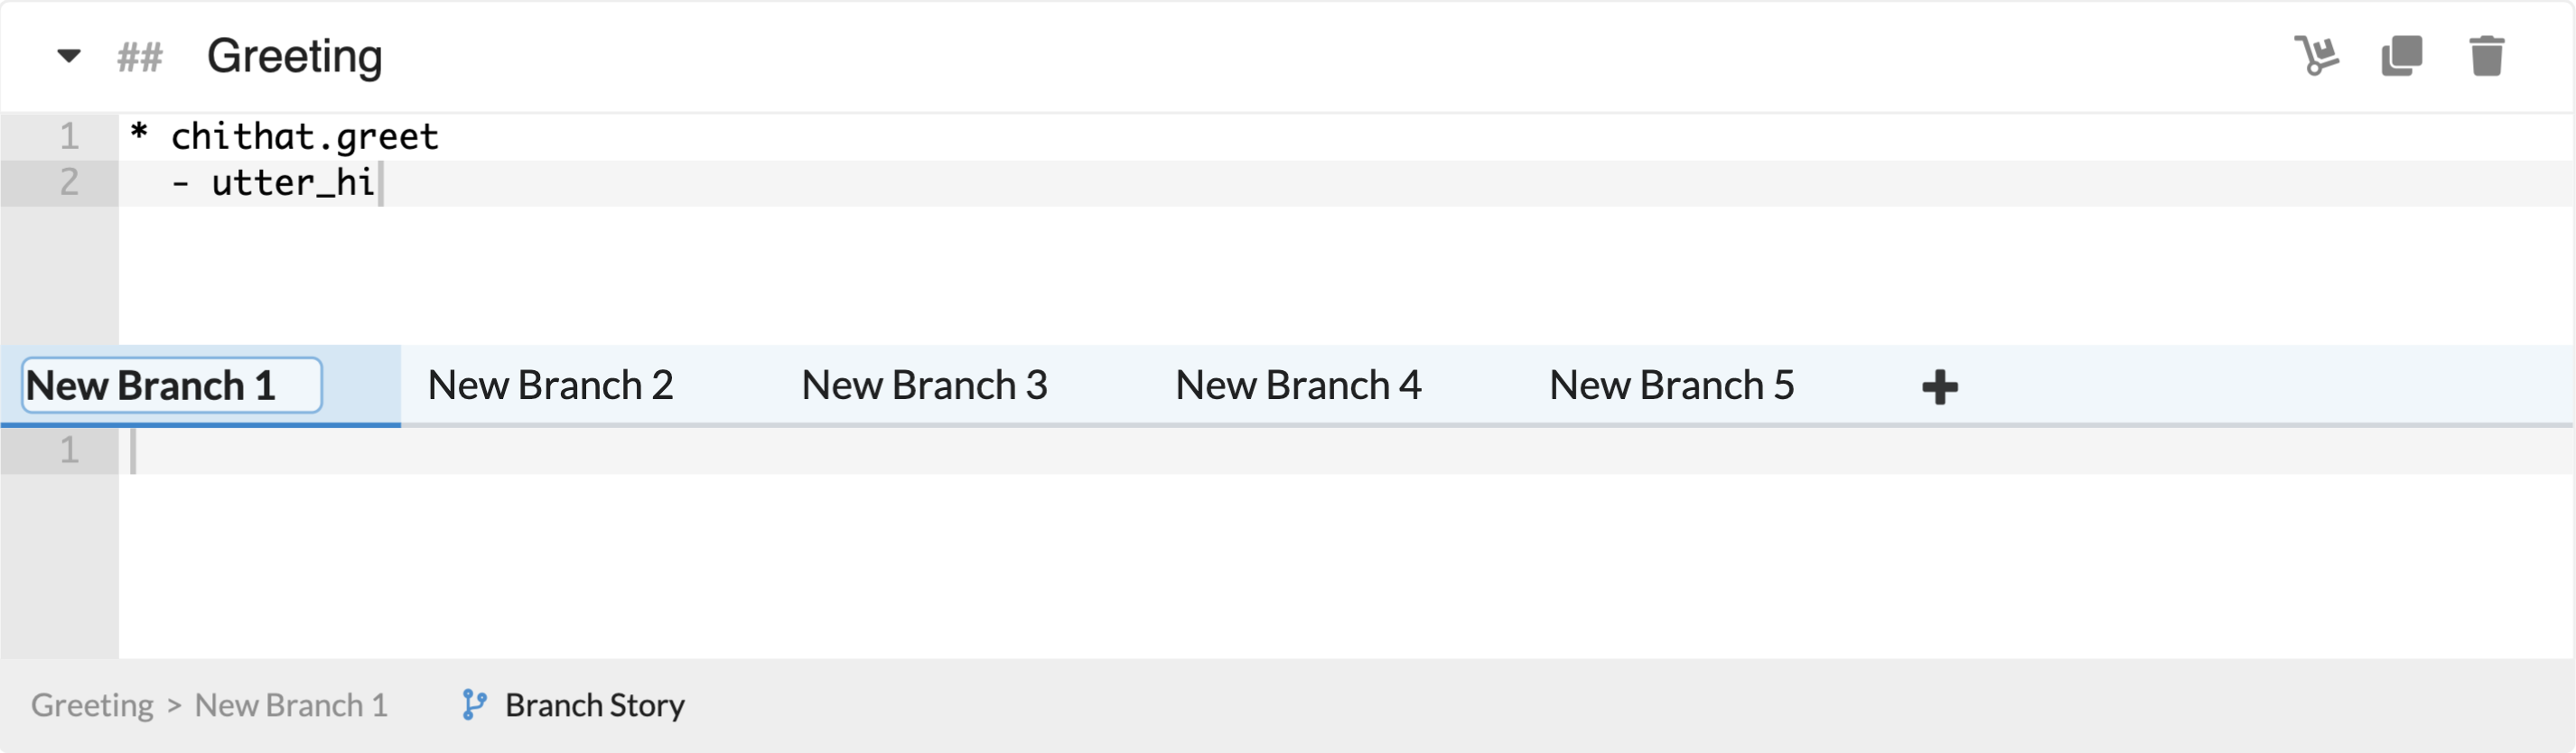 ## Greeting
1 * chithat.greet
2 - utter_hi
New Branch 1 New Branch 2 New Branch 3 New Branch 4 New Branch 5
1
Greeting > New Branch 1 Branch Story